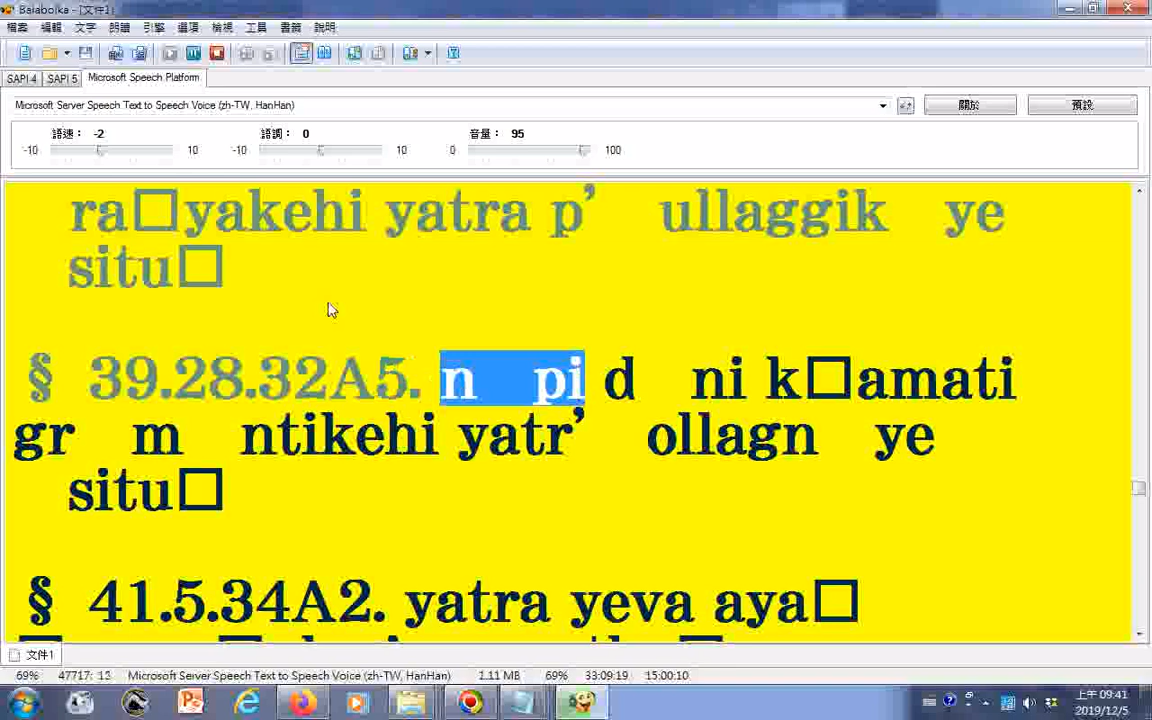 Balabolka - [文件1]
檔案 編輯 文字 朗讀 引擎 選項 檢視 工具 書籤 說明
SAPI 4 SAPI 5 Microsoft Speech Platform
Microsoft Server Speech Text to Speech Voice (zh-TW, HanHan) 關於 預設
語速： -2 語調： 0 音量： 95
-10 10 -10 10 0 100
ra□yakehi yatra p’ ullaggik ye
situ□
§ 39.28.32A5. n pi d ni k□amati
gr m ntikehi yatr’ ollagn ye
situ□
§ 41.5.34A2. yatra yeva aya□
文件1
69% 47717: 13 Microsoft Server Speech Text to Speech Voice (zh-TW, HanHan) 1.11 MB 69% 33:09:19 15:00:10
上午 09:41
2019/12/5